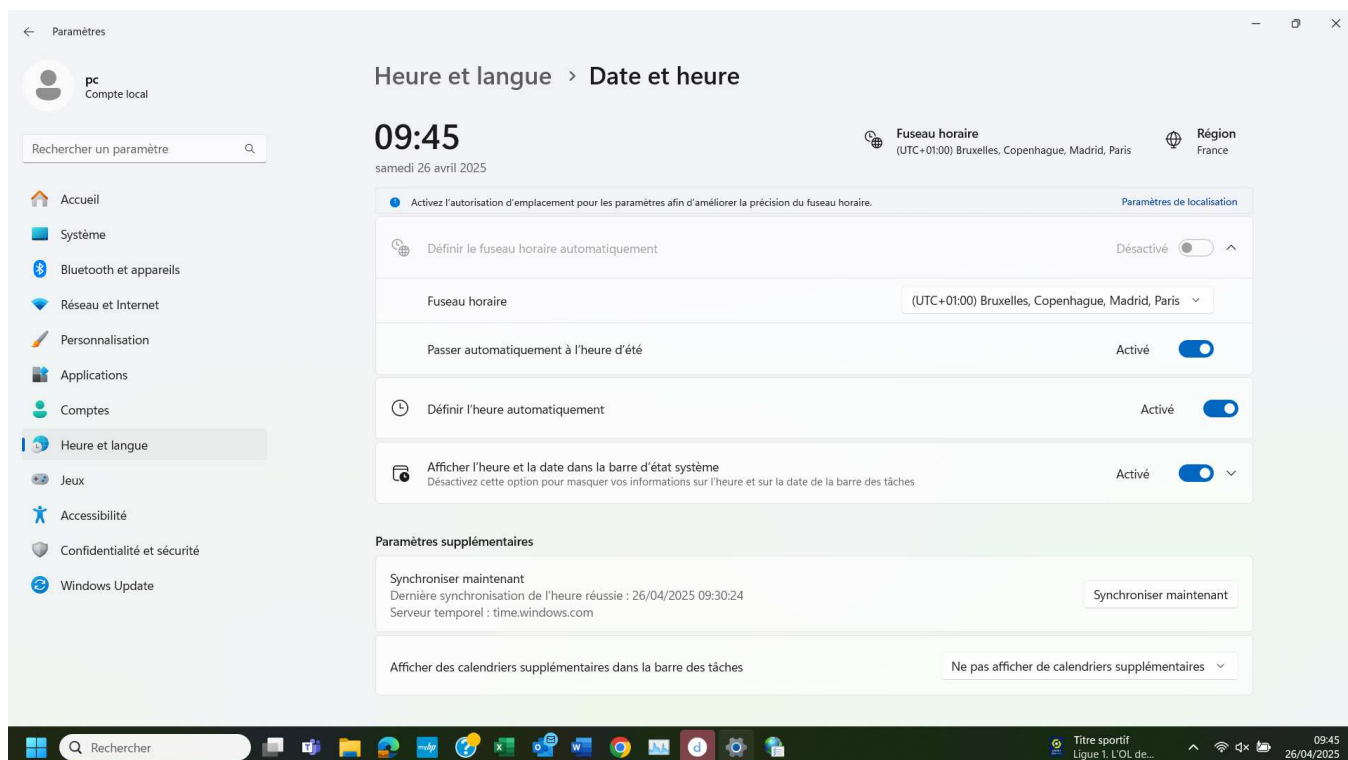 Paramètres
pc
Compte local
Rechercher un paramètre
Accueil
Système
Bluetooth et appareils
Réseau et Internet
Personnalisation
Applications
Comptes
Heure et langue
Jeux
Accessibilité
Confidentialité et sécurité
Windows Update
Heure et langue > Date et heure
09:45
samedi 26 avril 2025
Fuseau horaire
(UTC+01:00) Bruxelles, Copenhague, Madrid, Paris
Région
France
Activez l'autorisation d'emplacement pour les paramètres afin d'améliorer la précision du fuseau horaire.
Paramètres de localisation
Définir le fuseau horaire automatiquement
Désactivé
Fuseau horaire
(UTC+01:00) Bruxelles, Copenhague, Madrid, Paris
Passer automatiquement à l'heure d'été
Activé
Définir l'heure automatiquement
Activé
Afficher l'heure et la date dans la barre d'état système
Désactivez cette option pour masquer vos informations sur l'heure et sur la date de la barre des tâches
Activé
Paramètres supplémentaires
Synchroniser maintenant
Dernière synchronisation de l'heure réussie : 26/04/2025 09:30:24
Serveur temporel : time.windows.com
Synchroniser maintenant
Afficher des calendriers supplémentaires dans la barre des tâches
Ne pas afficher de calendriers supplémentaires
Rechercher
Titre sportif
Ligue 1. L'OL de...
09:45
26/04/2025